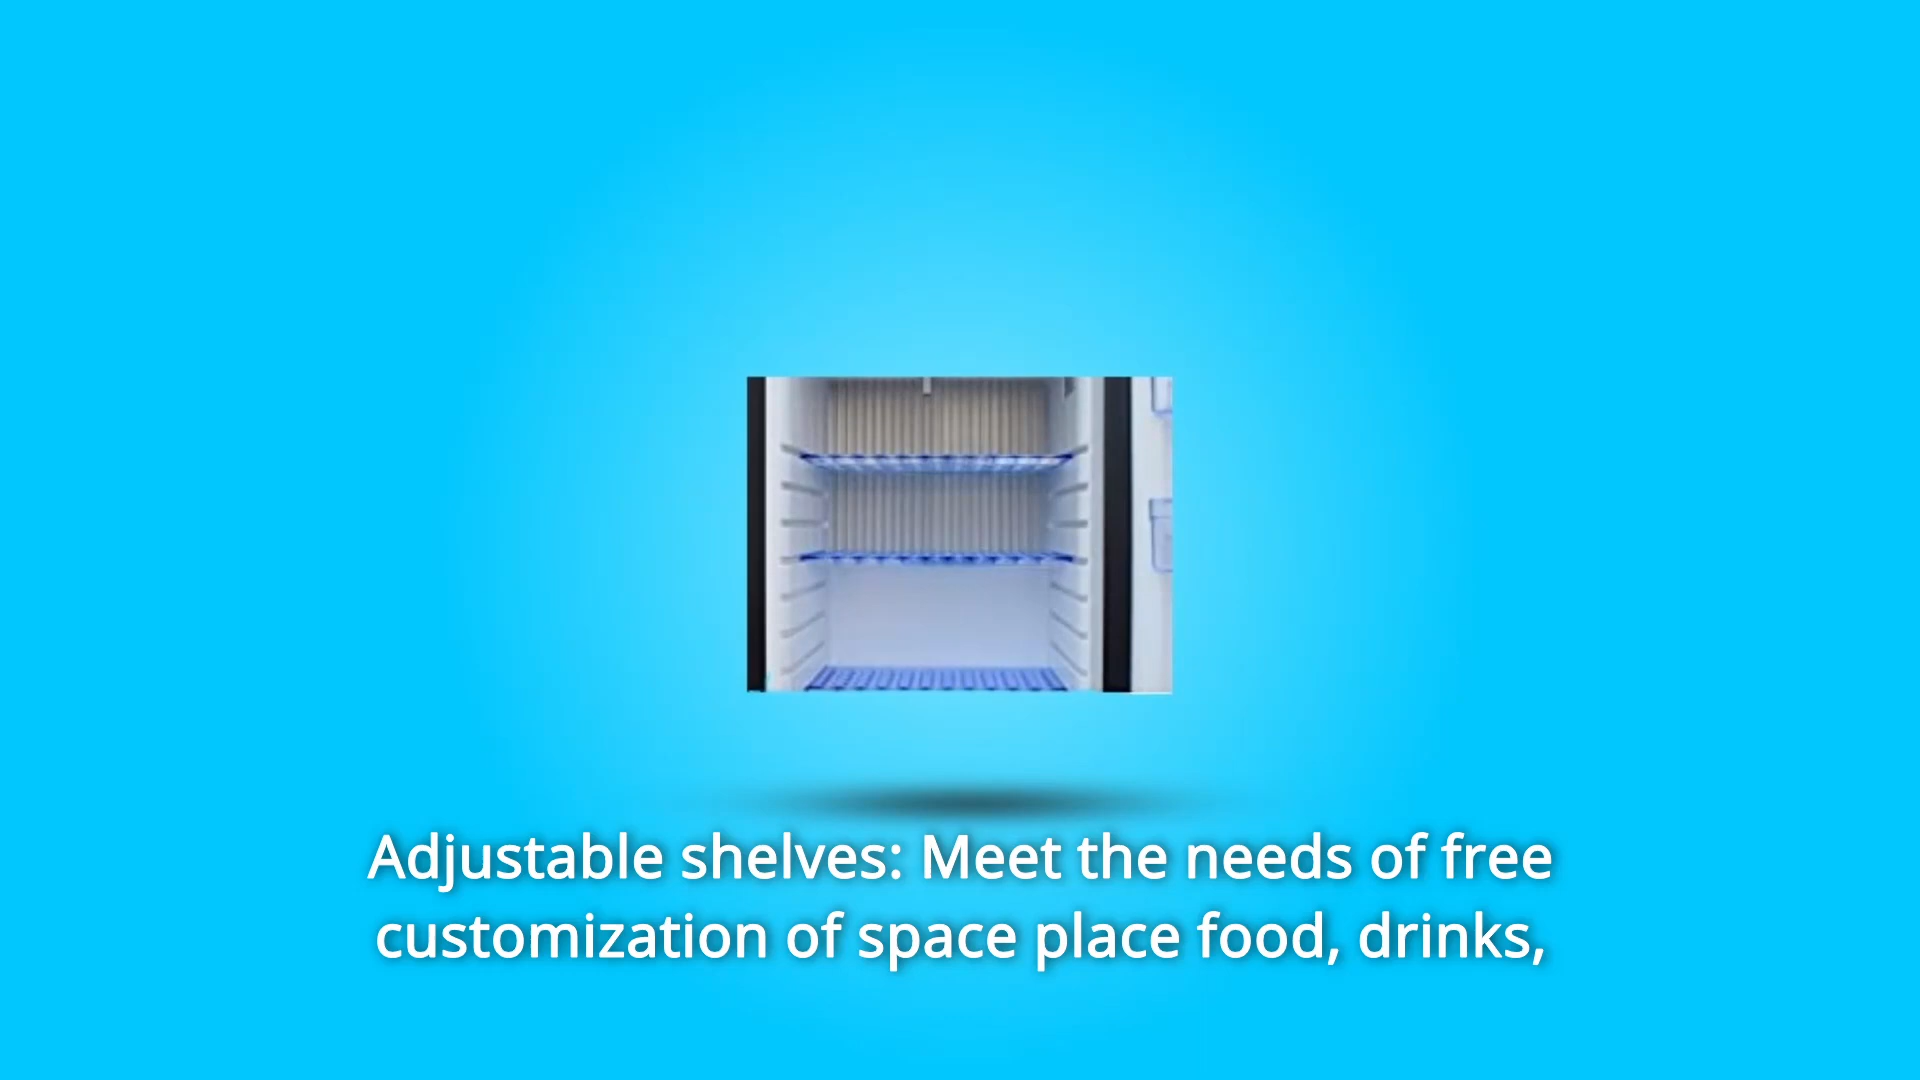 Adjustable shelves: Meet the needs of free
customization of space place food, drinks,